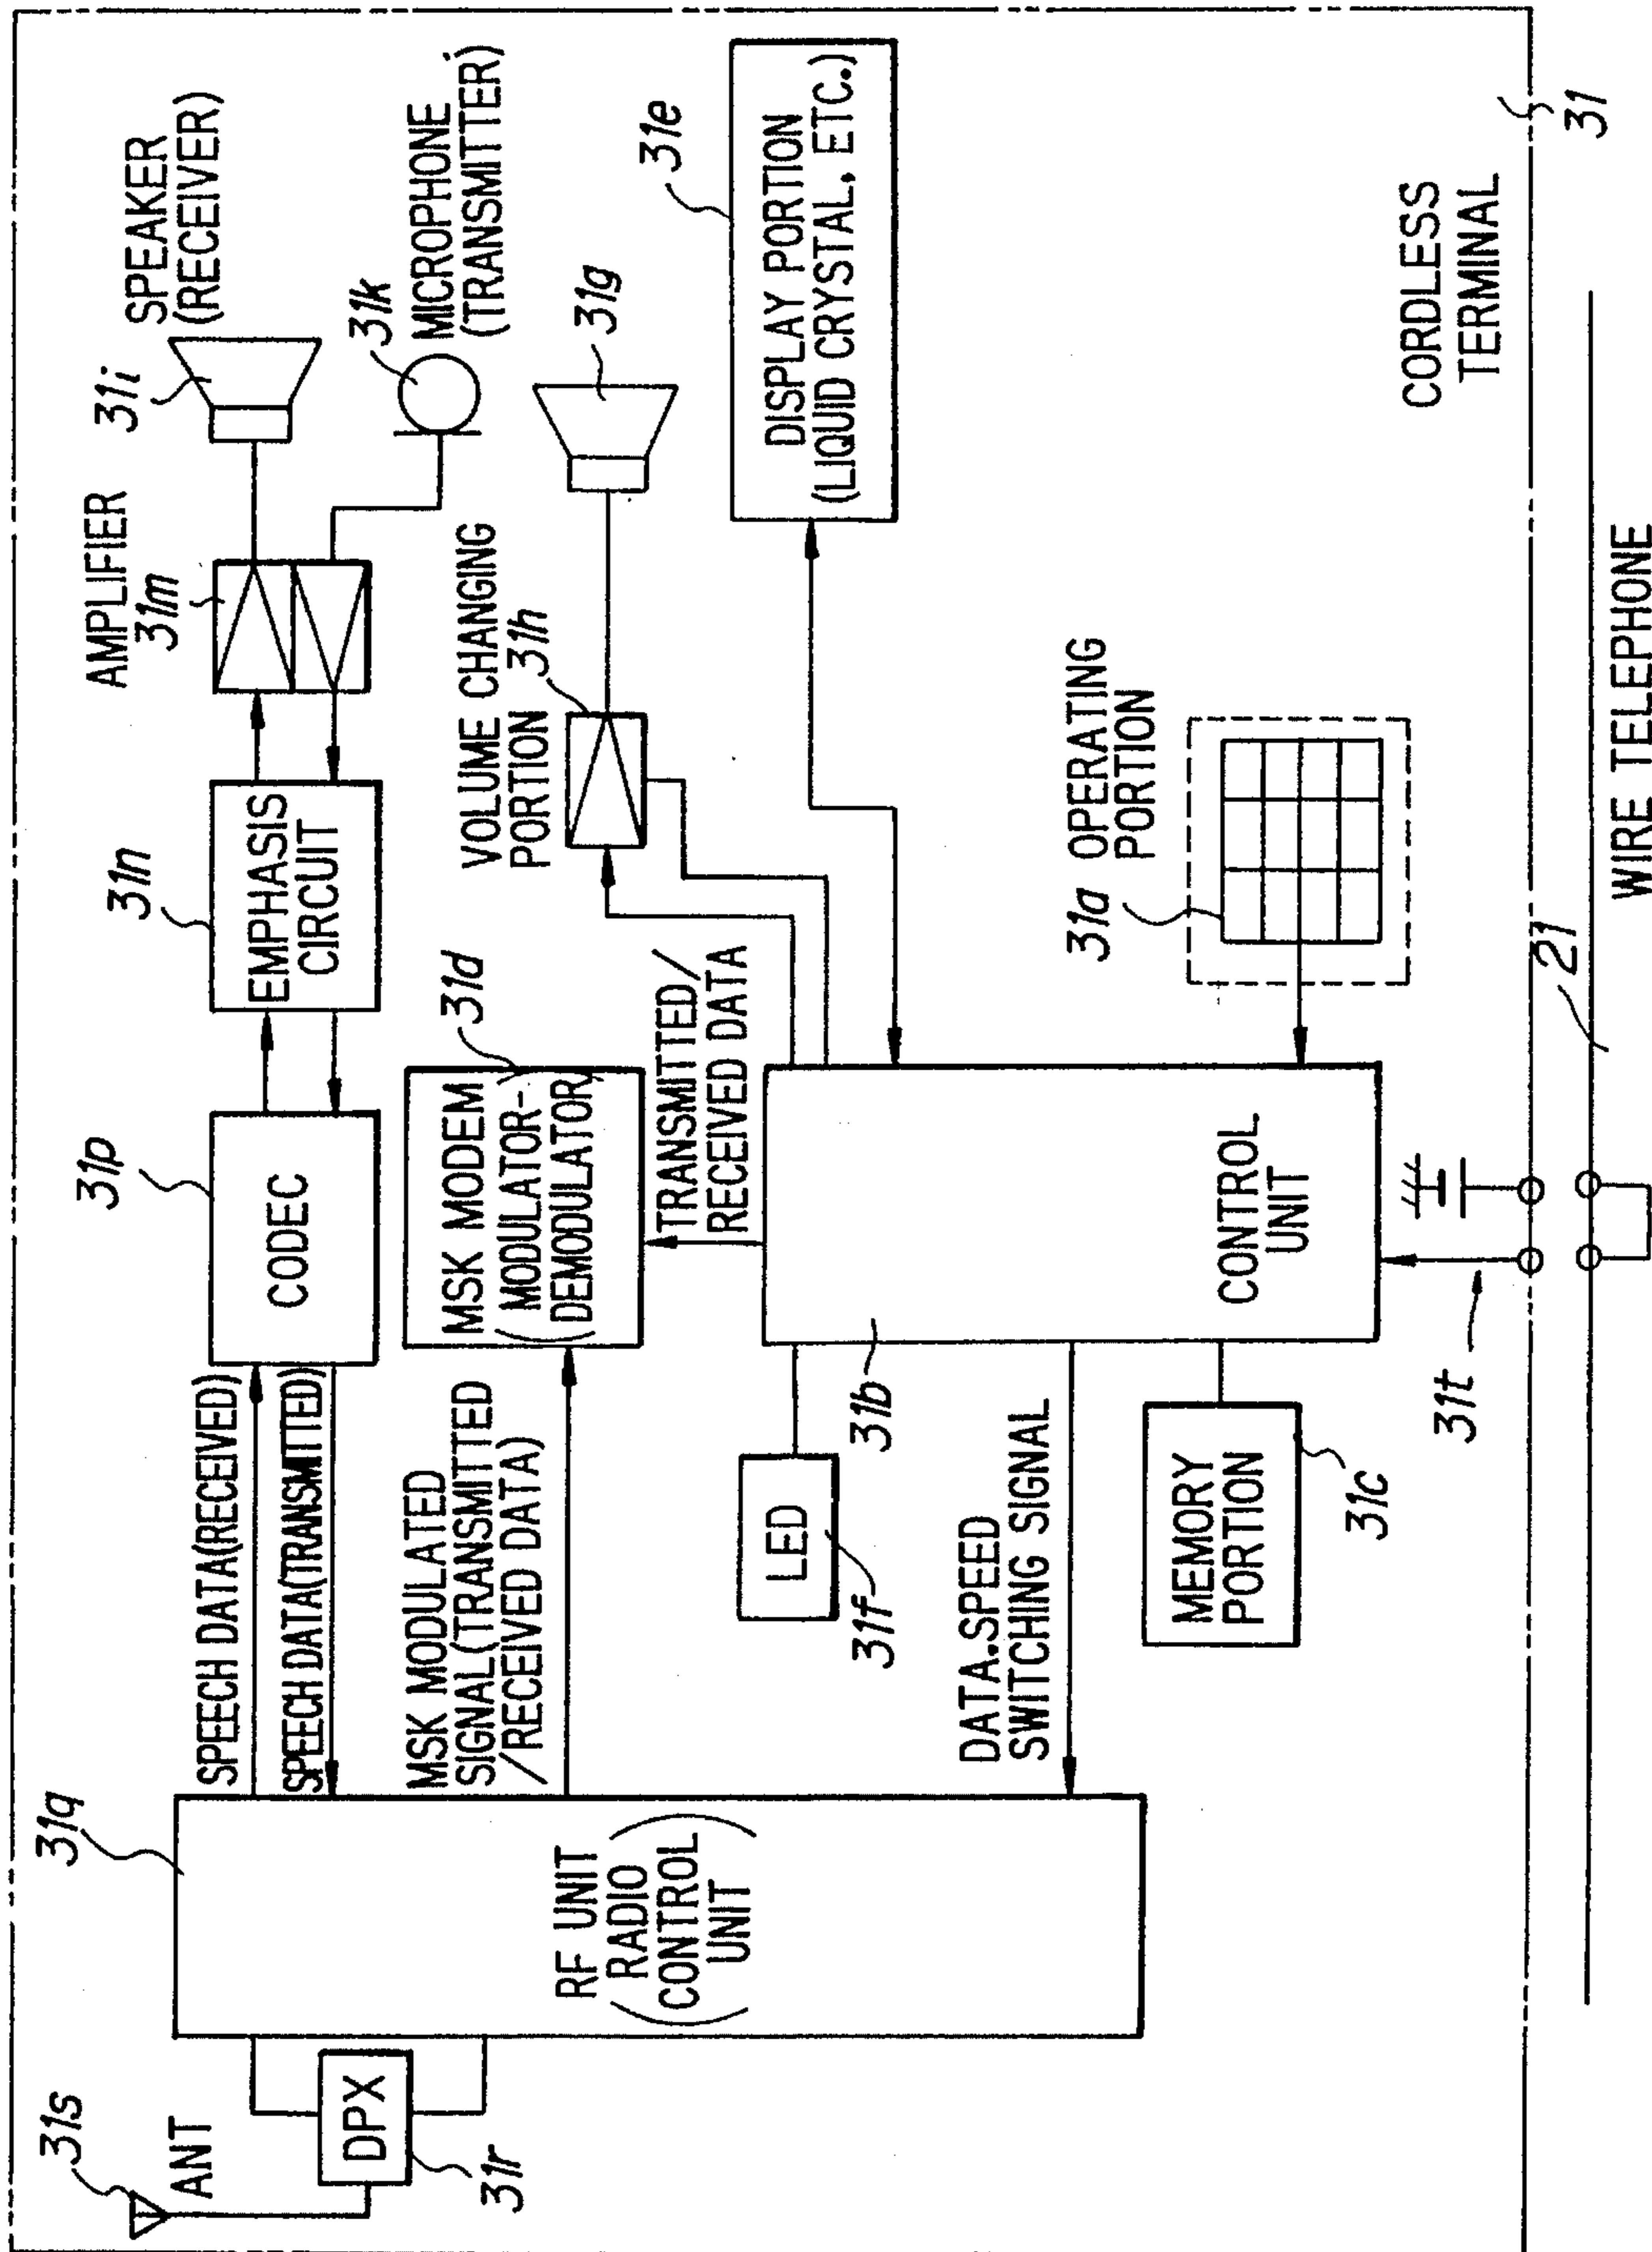 31s
ANT
DPX
31r
31q
RF UNIT
(RADIO
CONTROL
UNIT)
SPEECH DATA(RECEIVED)
SPEECH DATA(TRANSMITTED)
MSK MODULATED
SIGNAL(TRANSMITTED
/RECEIVED DATA)
DATA.SPEED
SWITCHING SIGNAL
31p
CODEC
31n
EMPHASIS
CIRCUIT
AMPLIFIER
31m
31i
SPEAKER
(RECEIVER)
31k
MICROPHONE
(TRANSMITTER)
MSK MODEM
(MODULATOR-
DEMODULATOR)
31d
TRANSMITTED/
RECEIVED DATA
VOLUME CHANGING
PORTION
31h
31g
LED
31f
31b
CONTROL
UNIT
MEMORY
PORTION
31c
31e
DISPLAY PORTION
(LIQUID CRYSTAL, ETC.)
31a
OPERATING
PORTION
31t
CORDLESS
TERMINAL
31
21
WIRE TELEPHONE